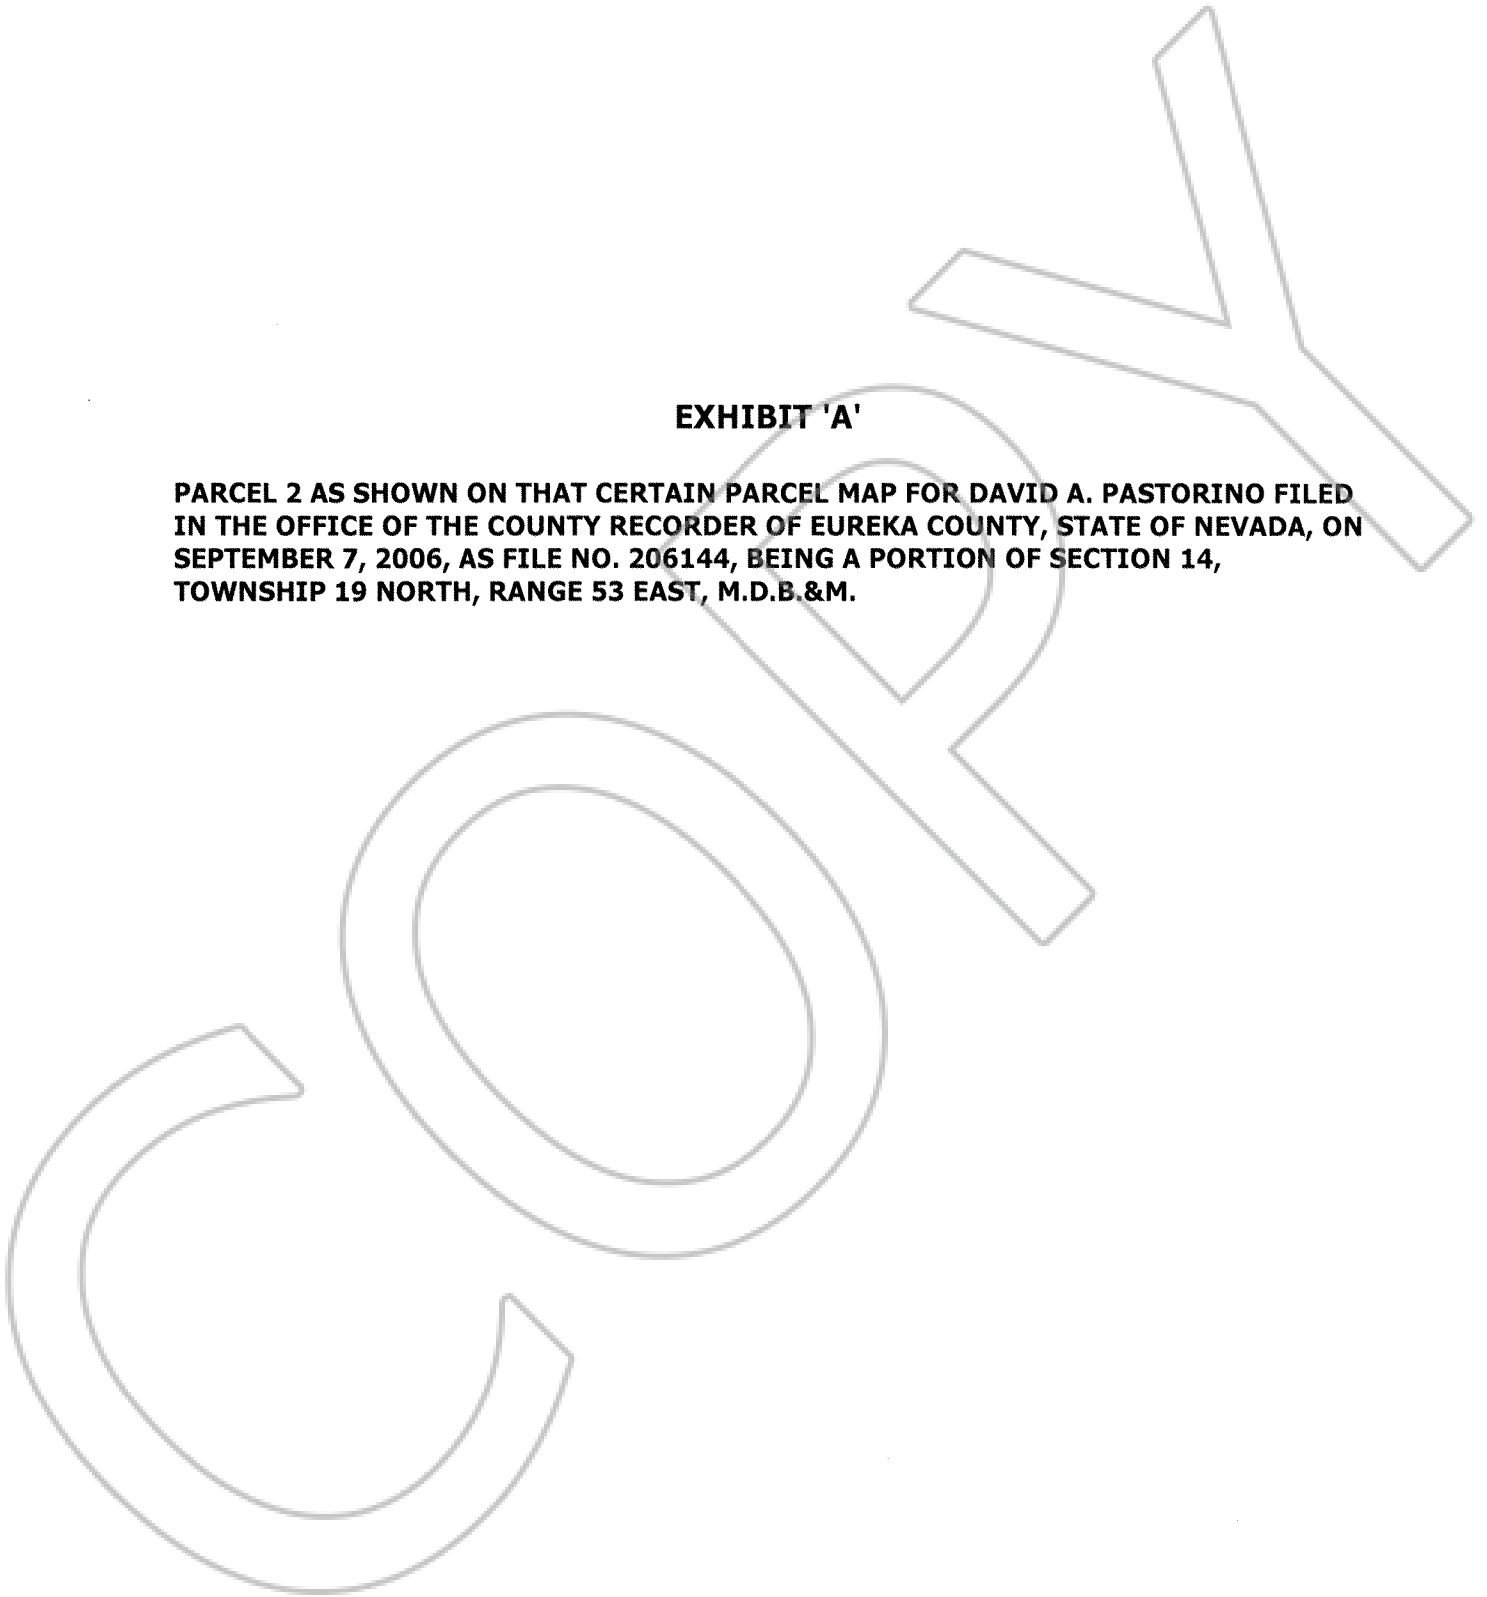 EXHIBIT 'A'
PARCEL 2 AS SHOWN ON THAT CERTAIN PARCEL MAP FOR DAVID A. PASTORINO FILED
IN THE OFFICE OF THE COUNTY RECORDER OF EUREKA COUNTY, STATE OF NEVADA, ON
SEPTEMBER 7, 2006, AS FILE NO. 206144, BEING A PORTION OF SECTION 14,
TOWNSHIP 19 NORTH, RANGE 53 EAST, M.D.B.&M.
COPY